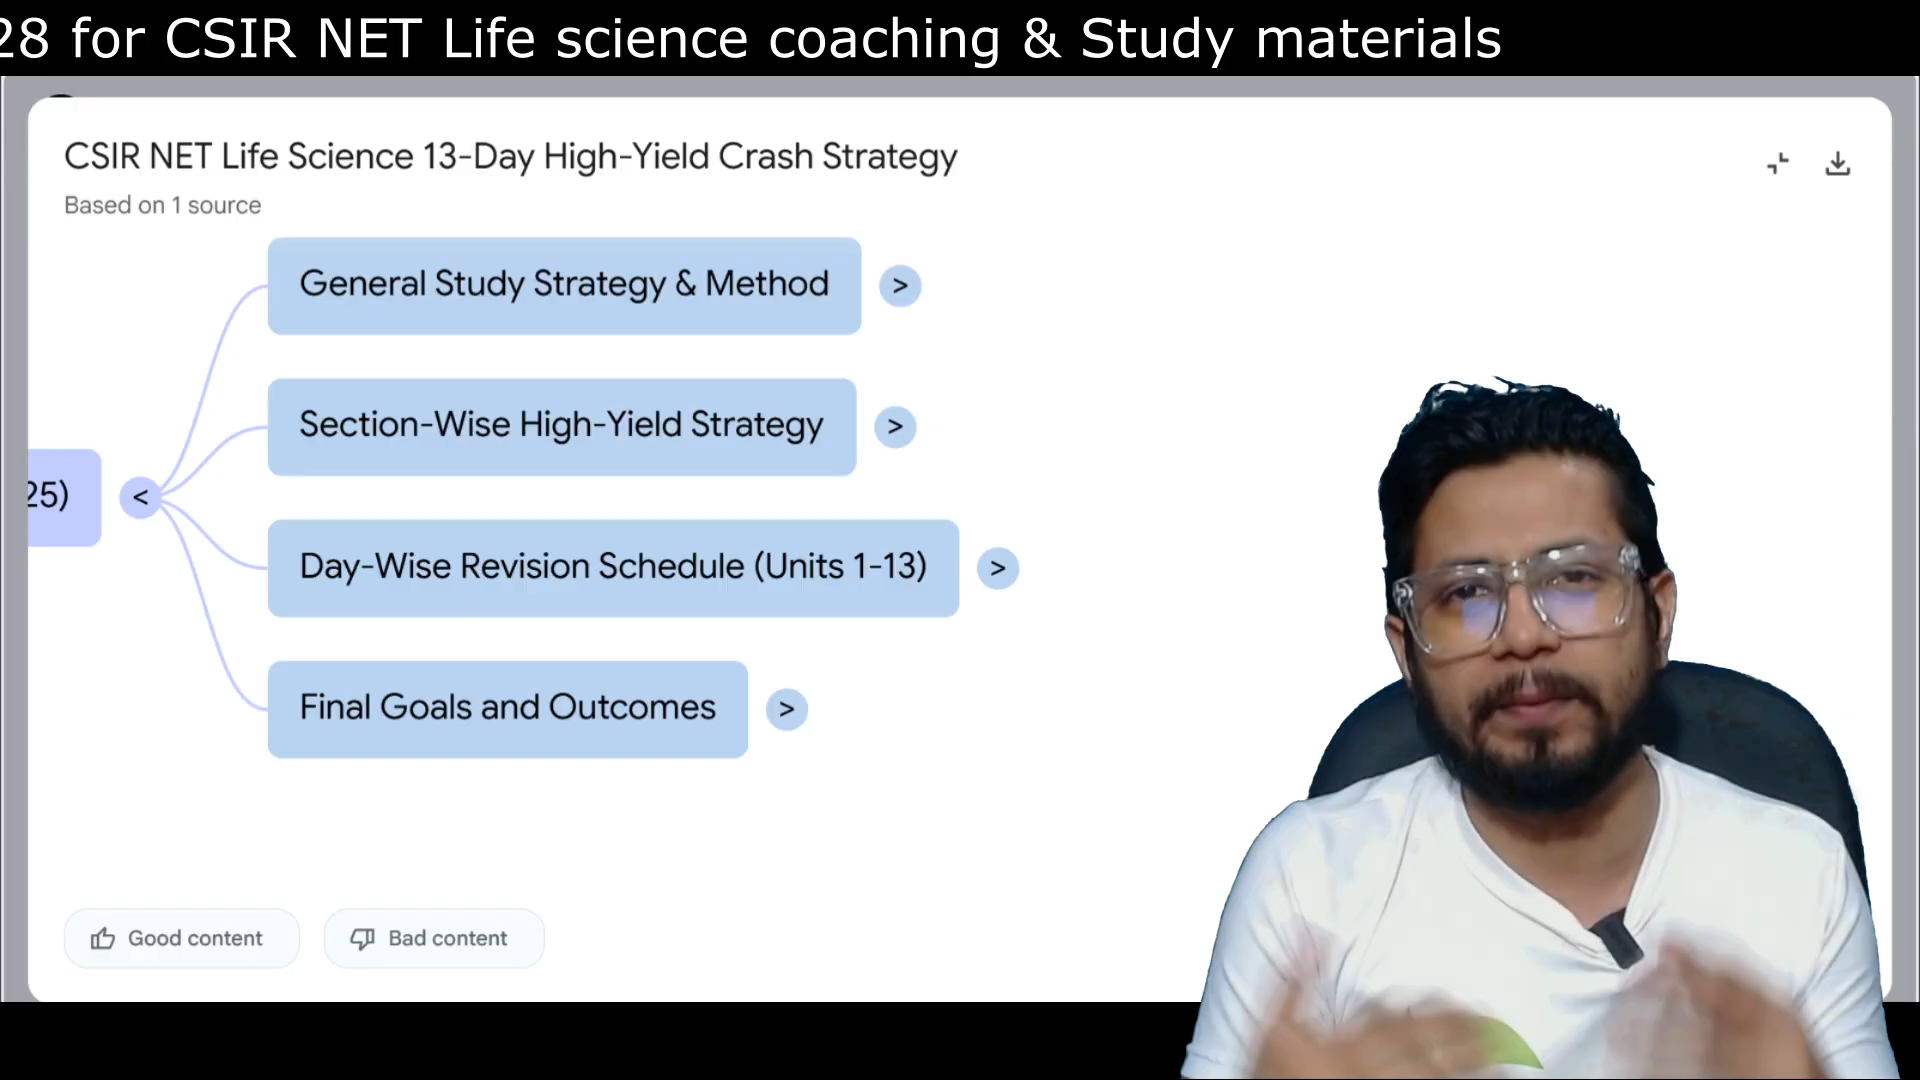 28 for CSIR NET Life science coaching & Study materials
CSIR NET Life Science 13-Day High-Yield Crash Strategy
Based on 1 source
General Study Strategy & Method >
Section-Wise High-Yield Strategy >
25) <
Day-Wise Revision Schedule (Units 1-13) >
Final Goals and Outcomes >
Good content
Bad content